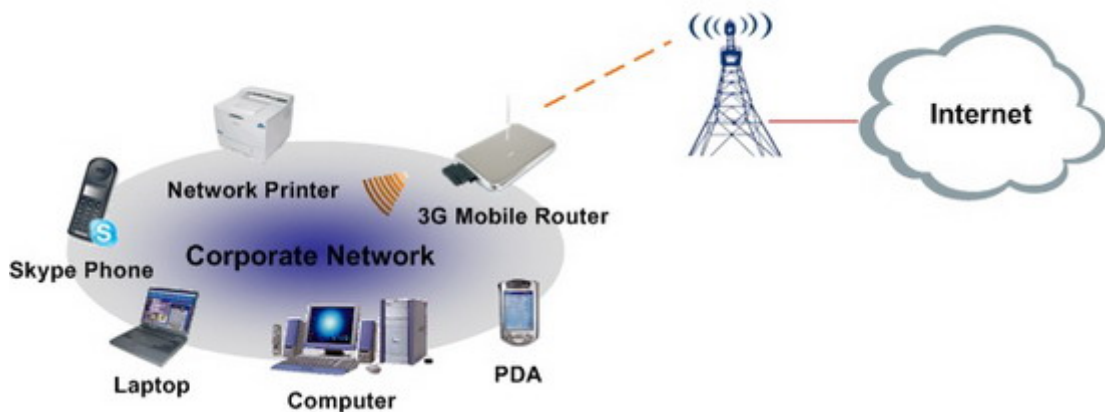 Internet
Network Printer
3G Mobile Router
Corporate Network
Skype Phone
S
Laptop
Computer
PDA